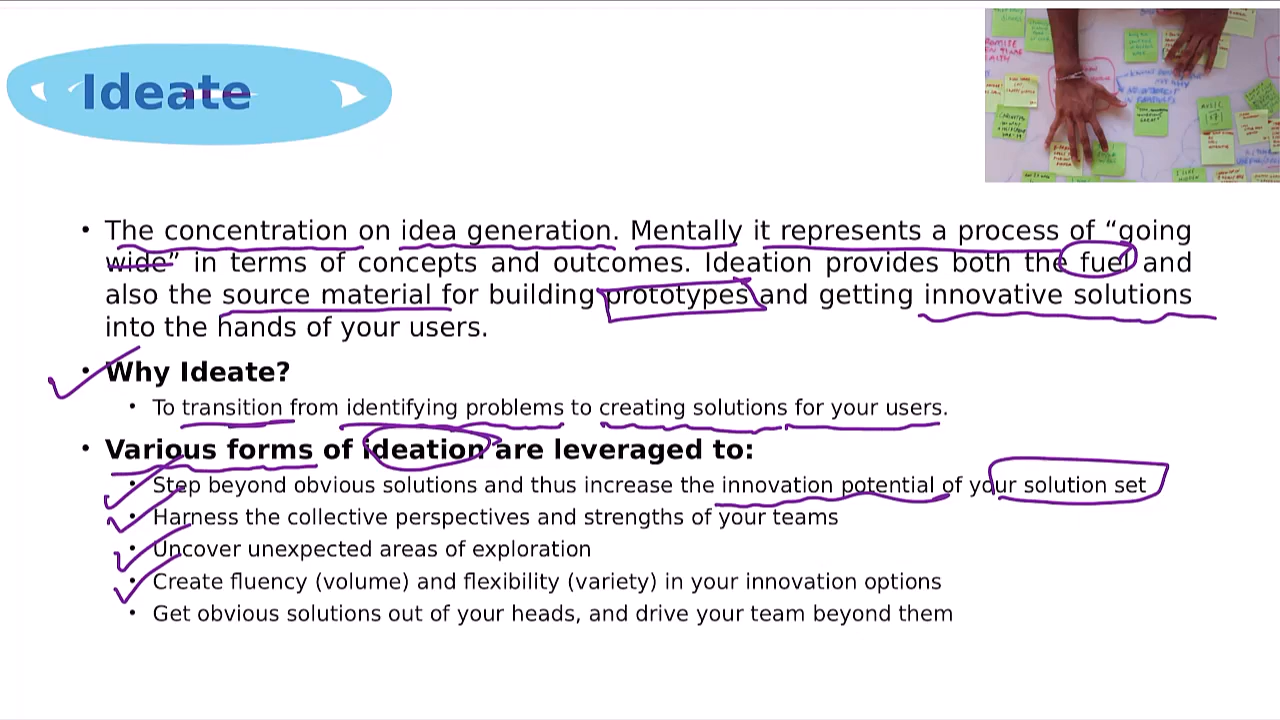 Ideate
• The concentration on idea generation. Mentally it represents a process of “going
wide” in terms of concepts and outcomes. Ideation provides both the fuel and
also the source material for building prototypes and getting innovative solutions
into the hands of your users.
• Why Ideate?
• To transition from identifying problems to creating solutions for your users.
• Various forms of ideation are leveraged to:
• Step beyond obvious solutions and thus increase the innovation potential of your solution set
• Harness the collective perspectives and strengths of your teams
• Uncover unexpected areas of exploration
• Create fluency (volume) and flexibility (variety) in your innovation options
• Get obvious solutions out of your heads, and drive your team beyond them